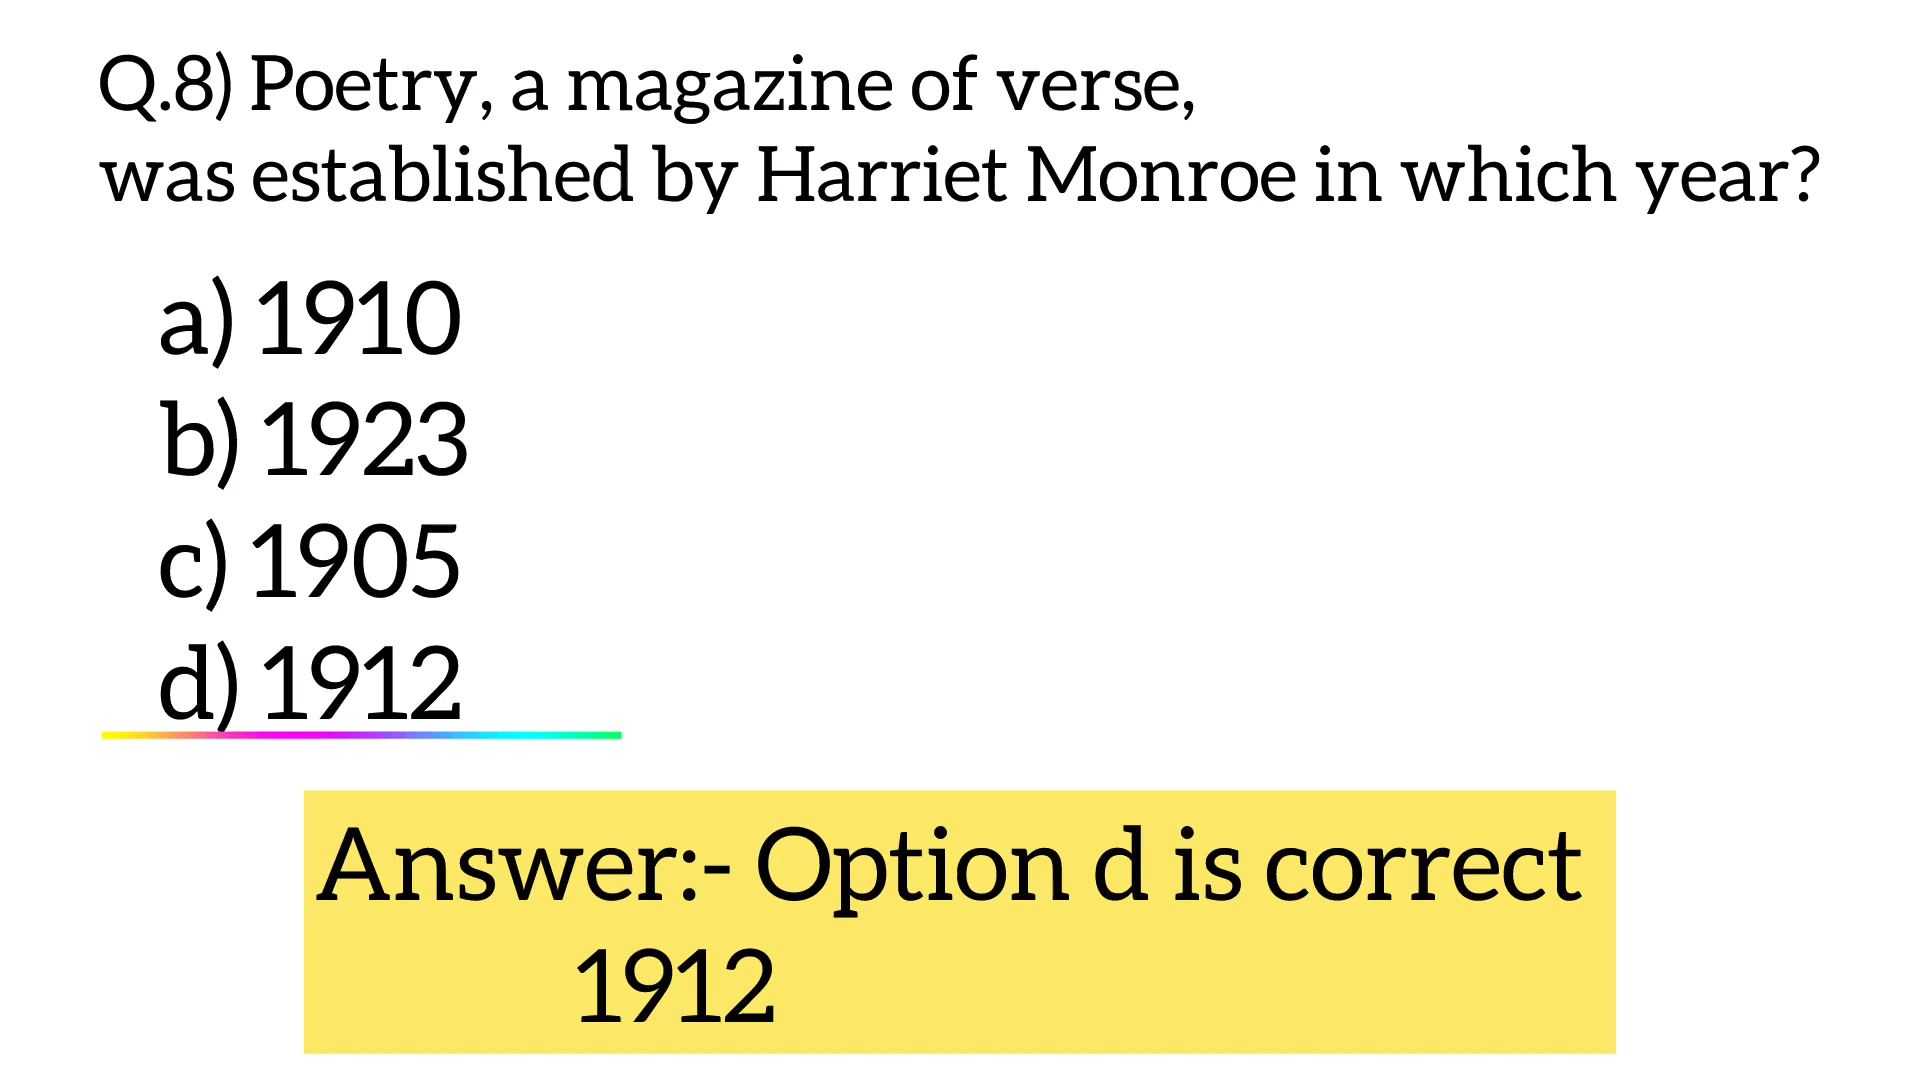 Q.8) Poetry, a magazine of verse,
was established by Harriet Monroe in which year?
a) 1910
b) 1923
c) 1905
d) 1912
Answer:- Option d is correct
1912